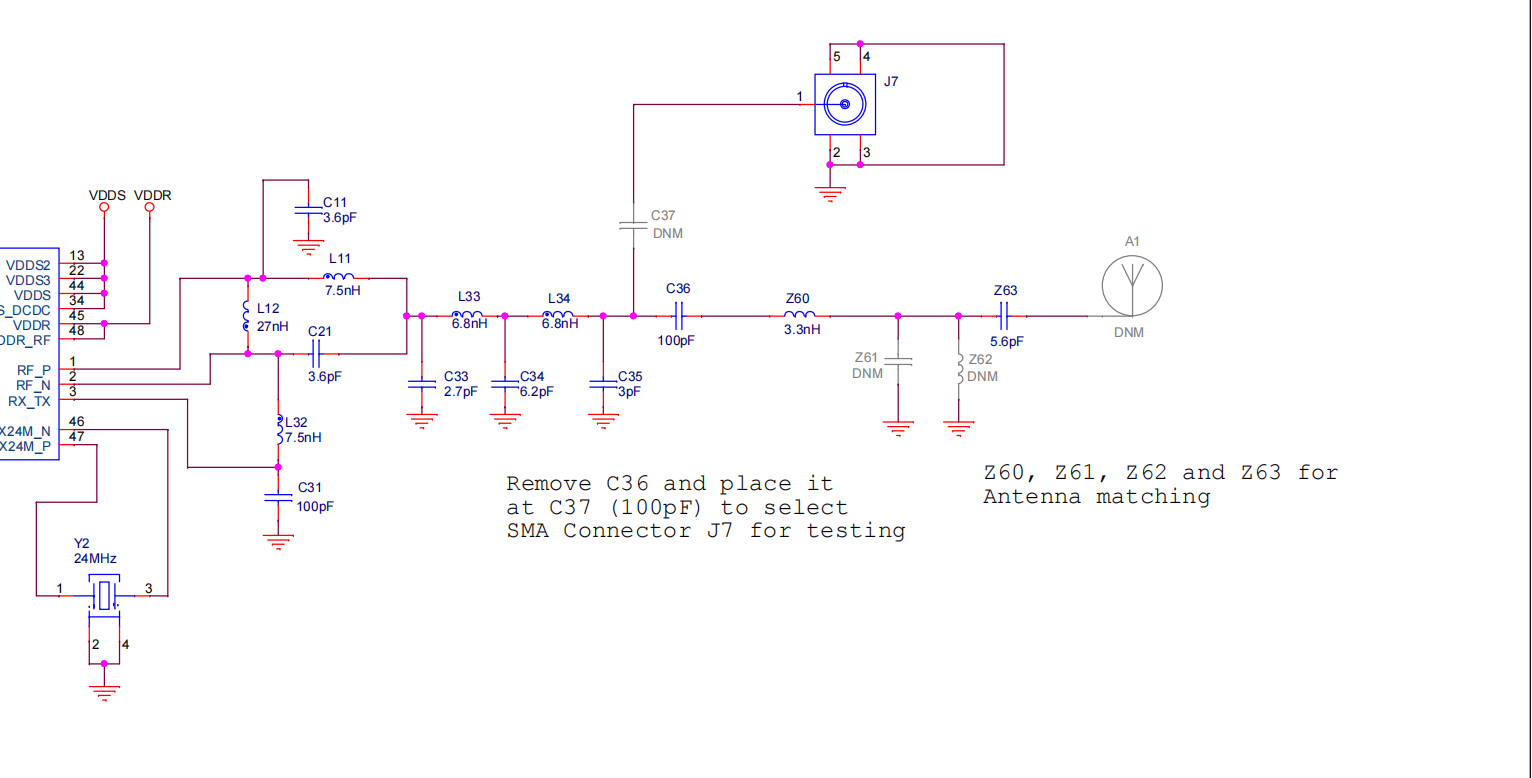 5 4
J7
1
2 3
VDDS VDDR
C11
3.6pF
C37
DNM
A1
DNM
13
VDDS2
22
VDDS3
44
VDDS
34
S_DCDC
45
VDDR
48
DDR_RF
1
RF_P
2
RF_N
3
RX_TX
46
X24M_N
47
X24M_P
L11
7.5nH
L12
27nH
C21
3.6pF
L33
6.8nH
L34
6.8nH
C36
100pF
Z60
3.3nH
Z63
5.6pF
Z61
DNM
Z62
DNM
C33
2.7pF
C34
6.2pF
C35
3pF
L32
7.5nH
C31
100pF
Remove C36 and place it
at C37 (100pF) to select
SMA Connector J7 for testing
Z60, Z61, Z62 and Z63 for
Antenna matching
Y2
24MHz
1 3
2 4